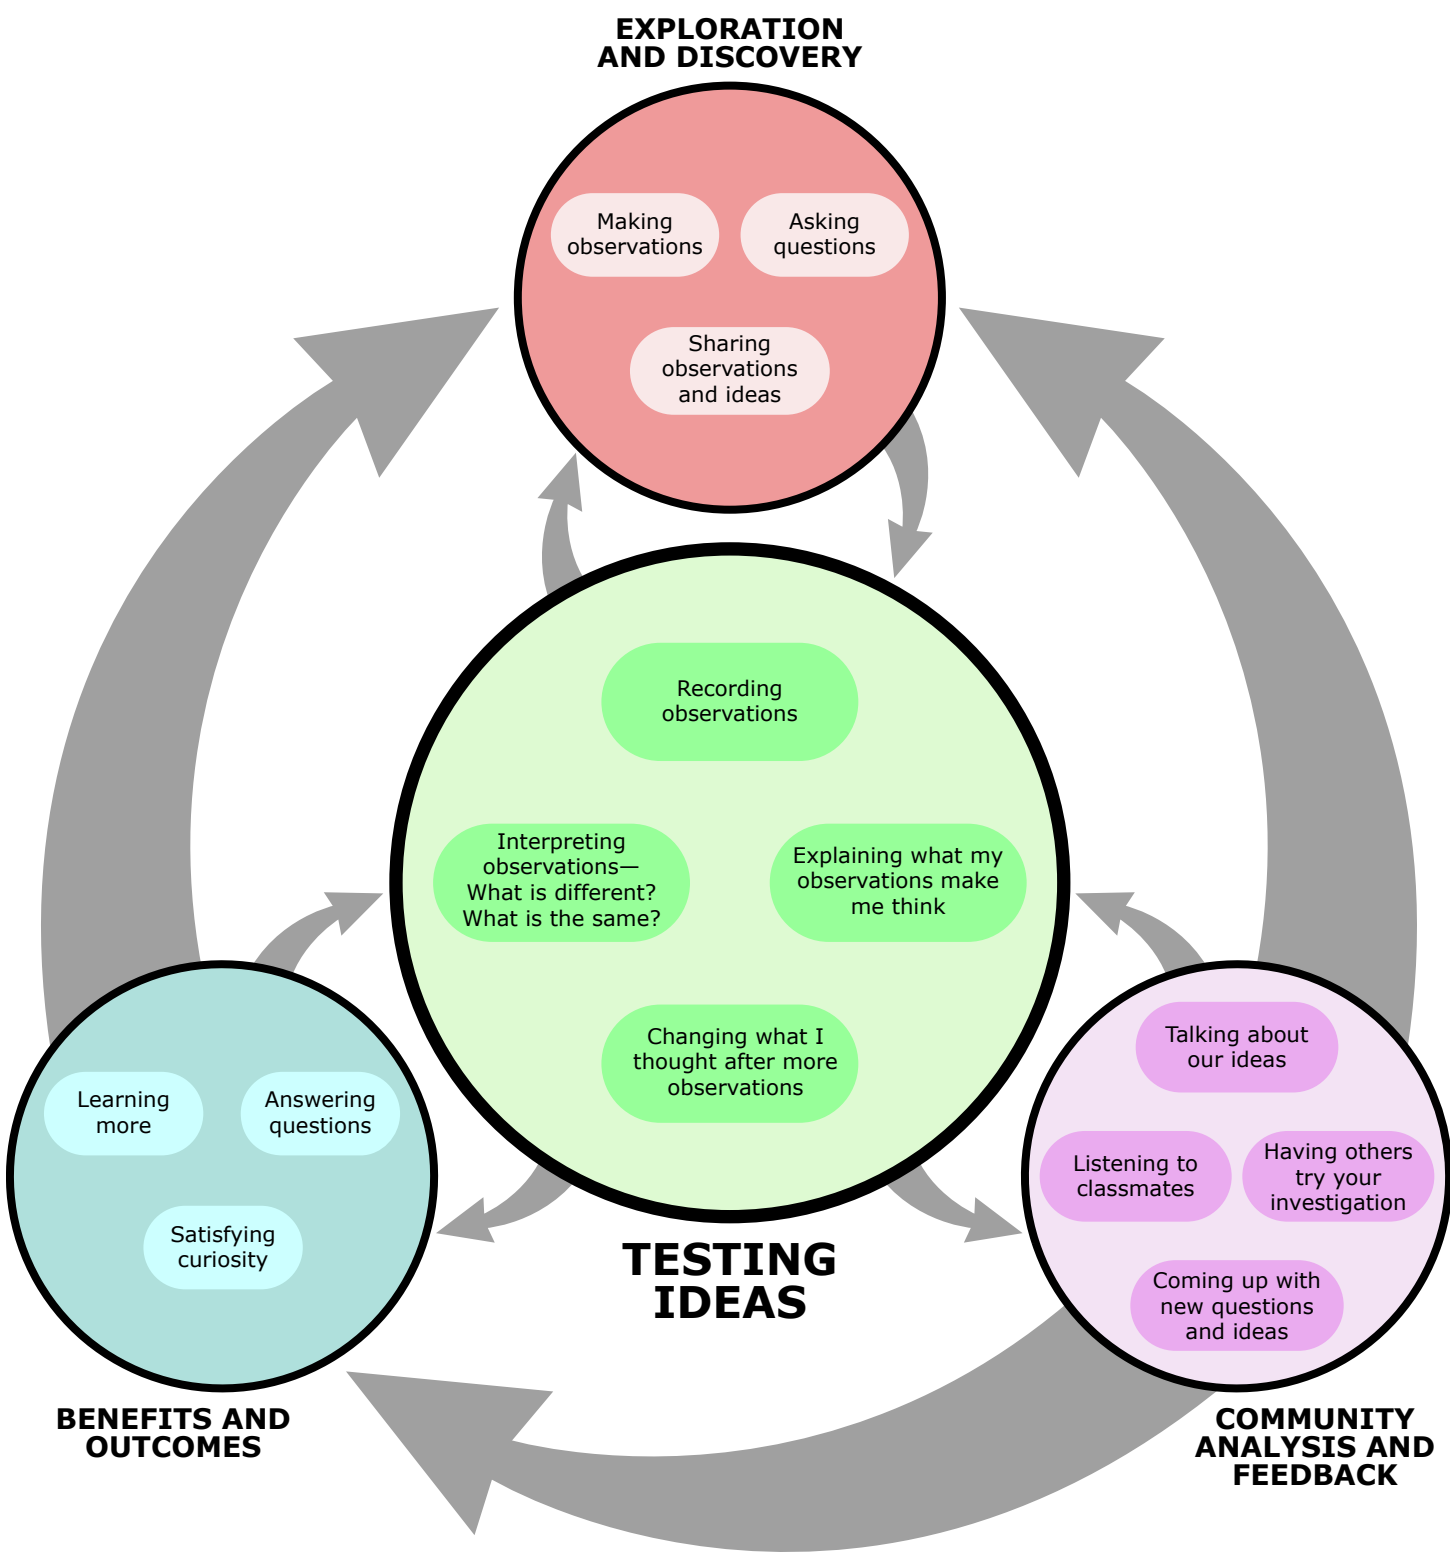 EXPLORATION
AND DISCOVERY
Making
observations
Asking
questions
Sharing
observations
and ideas
Recording
observations
Interpreting
observations—
What is different?
What is the same?
Explaining what my
observations make
me think
Changing what I
thought after more
observations
TESTING
IDEAS
Learning
more
Answering
questions
Satisfying
curiosity
BENEFITS AND
OUTCOMES
Talking about
our ideas
Listening to
classmates
Having others
try your
investigation
Coming up with
new questions
and ideas
COMMUNITY
ANALYSIS AND
FEEDBACK